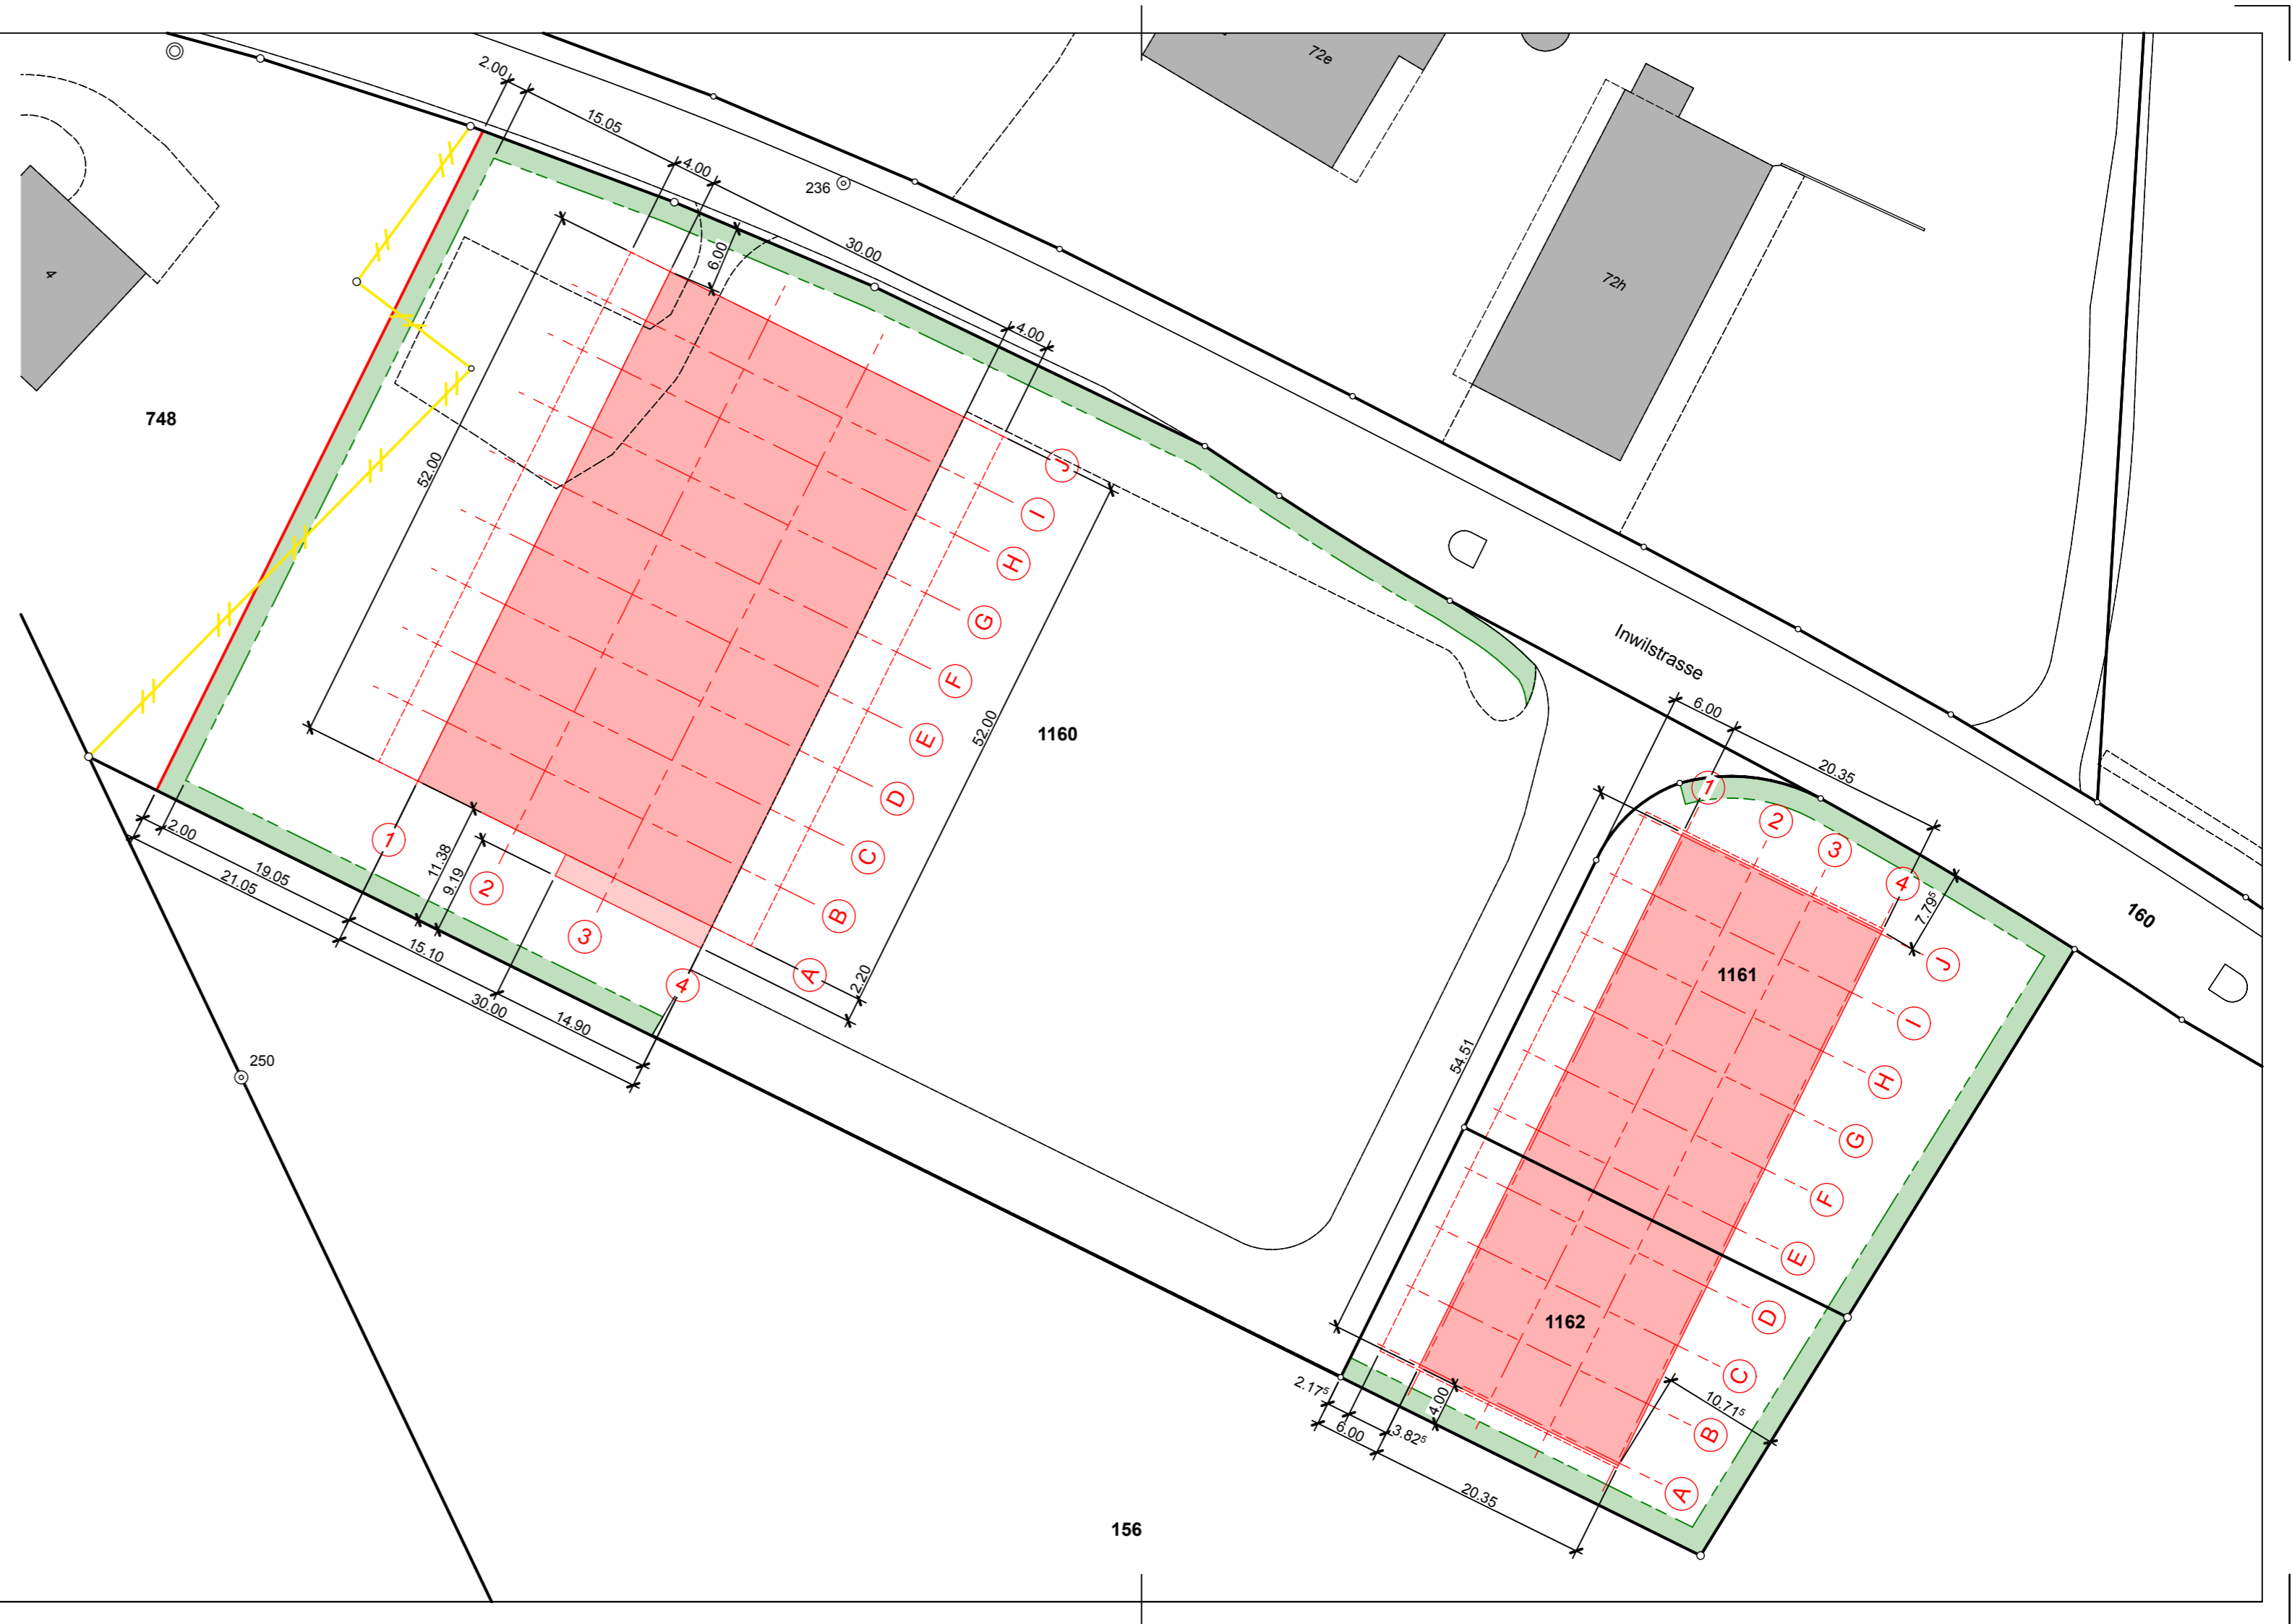 72e
2.00
15.05
4.00
236
30.00
6.00
4.00
72h
4
748
52.00
J
I
H
G
F
E
D
C
B
A
52.00
1160
Inwilstrasse
6.00
20.35
1
2
3
4
7.79⁵
160
1161
J
I
H
G
F
E
D
C
B
A
1
2
3
4
2.00
19.05
21.05
11.38
9.19
15.10
30.00
14.90
2.20
250
54.51
1162
2.17⁵
6.00
3.82⁵
4.00
10.71⁵
20.35
156